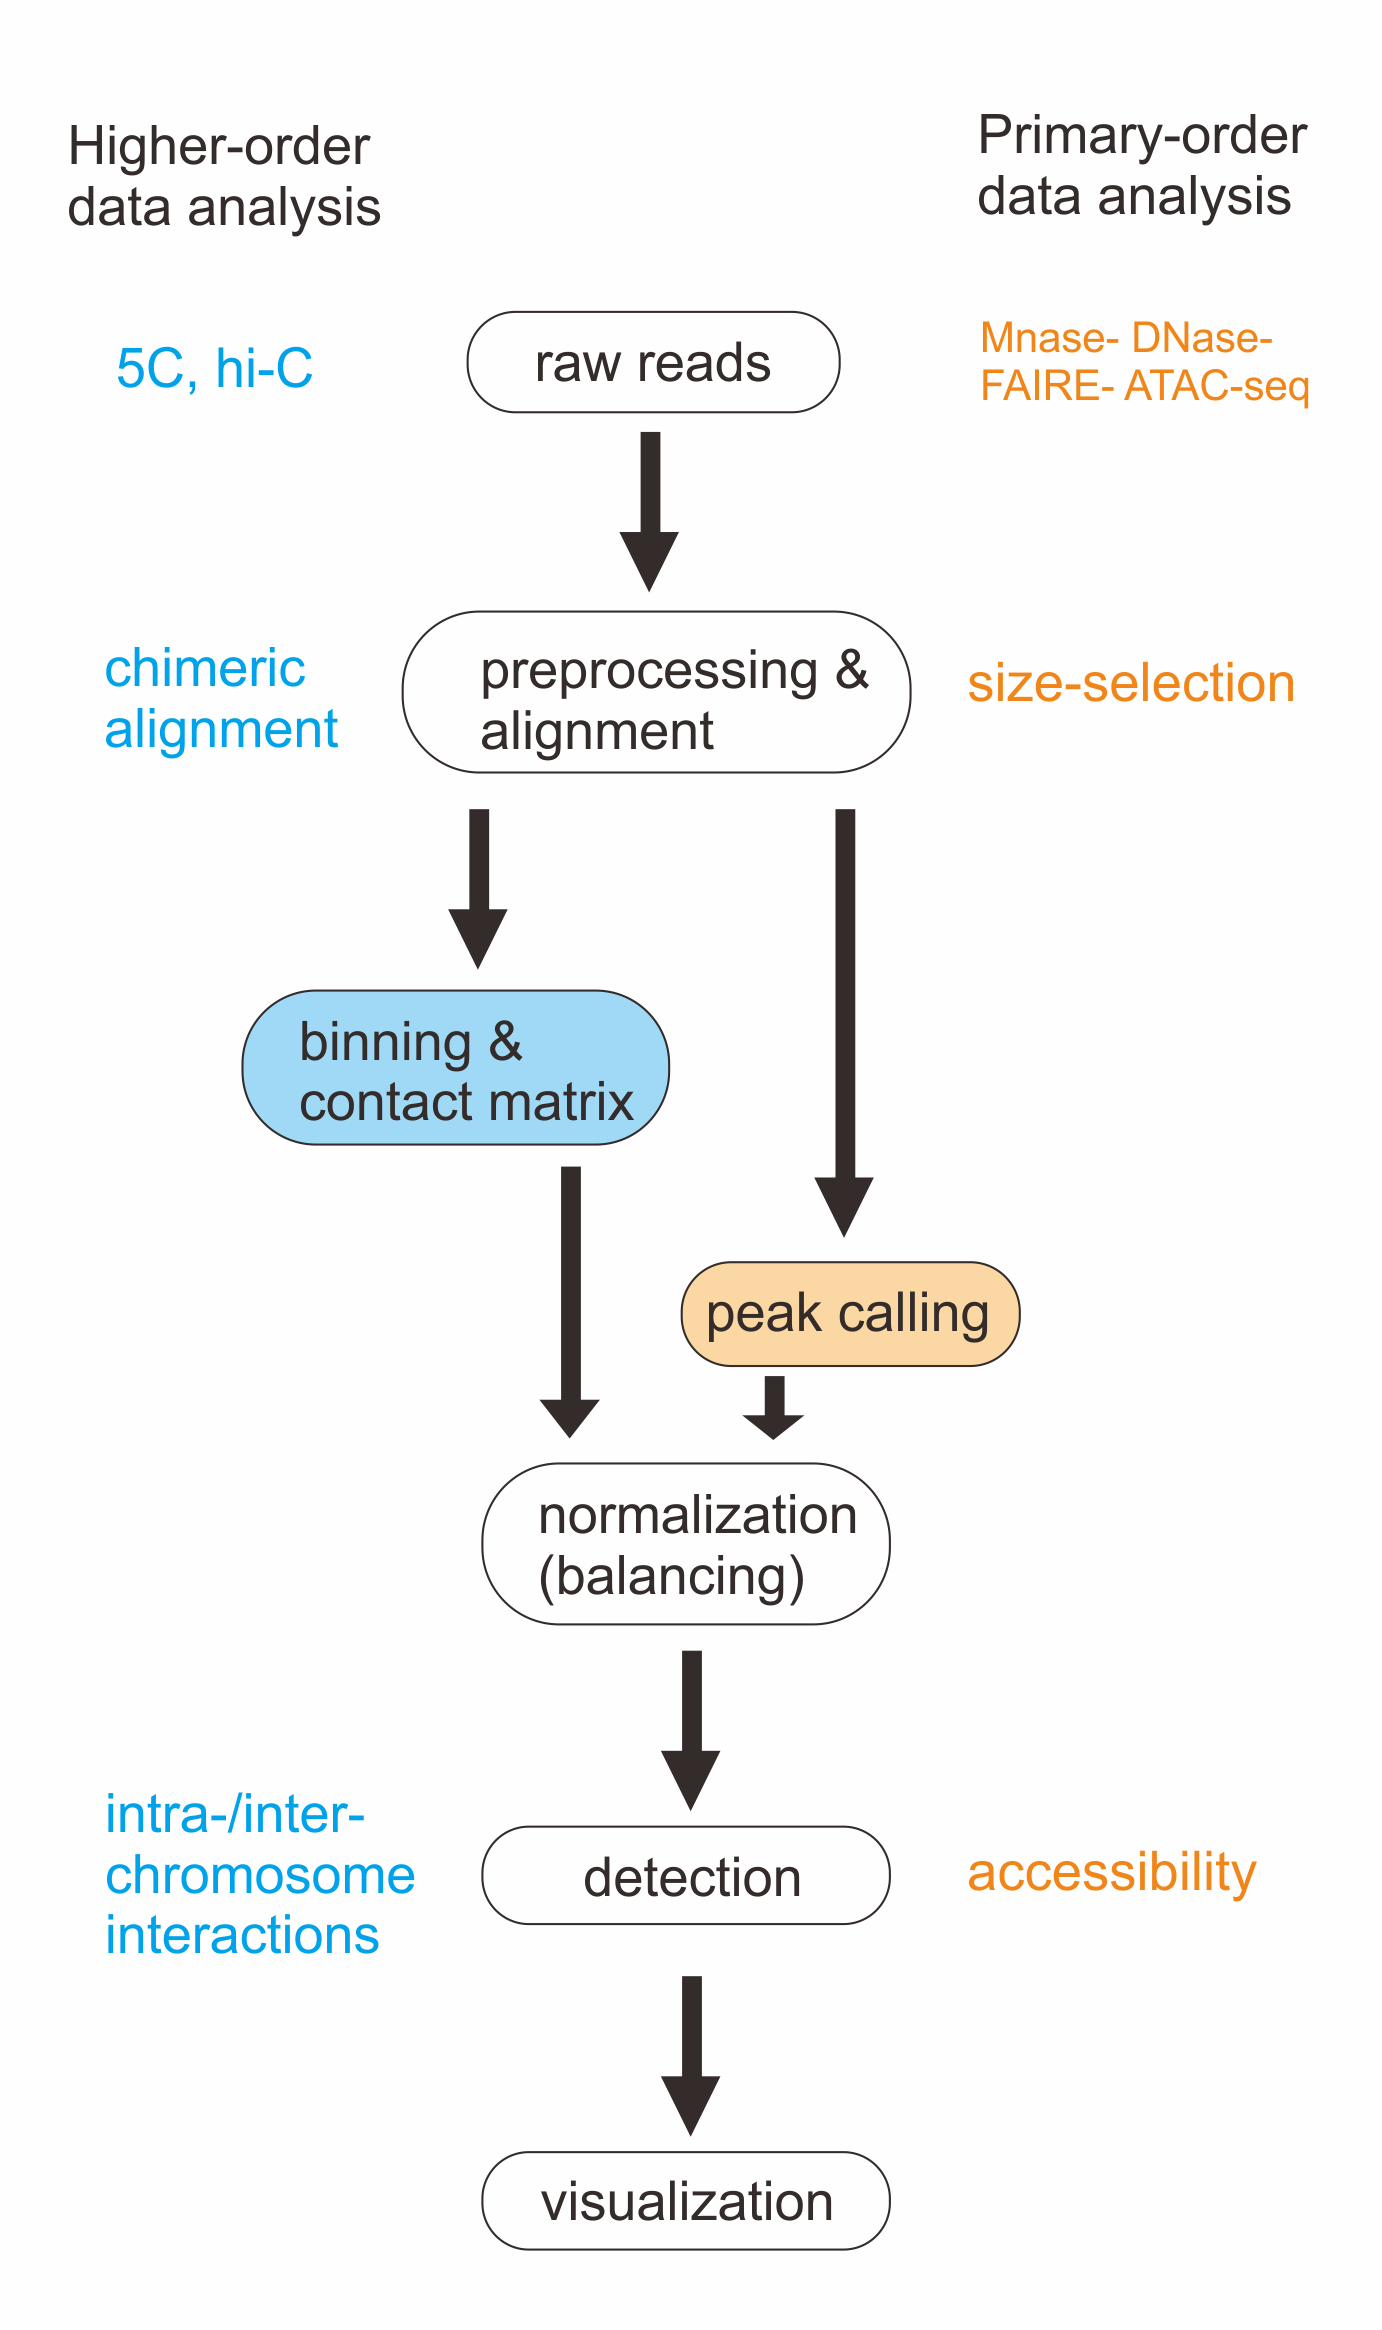 Higher-order
data analysis
Primary-order
data analysis
5C, hi-C
raw reads
Mnase- DNase-
FAIRE- ATAC-seq
chimeric
alignment
preprocessing &
alignment
size-selection
binning &
contact matrix
peak calling
normalization
(balancing)
intra-/inter-
chromosome
interactions
detection
accessibility
visualization